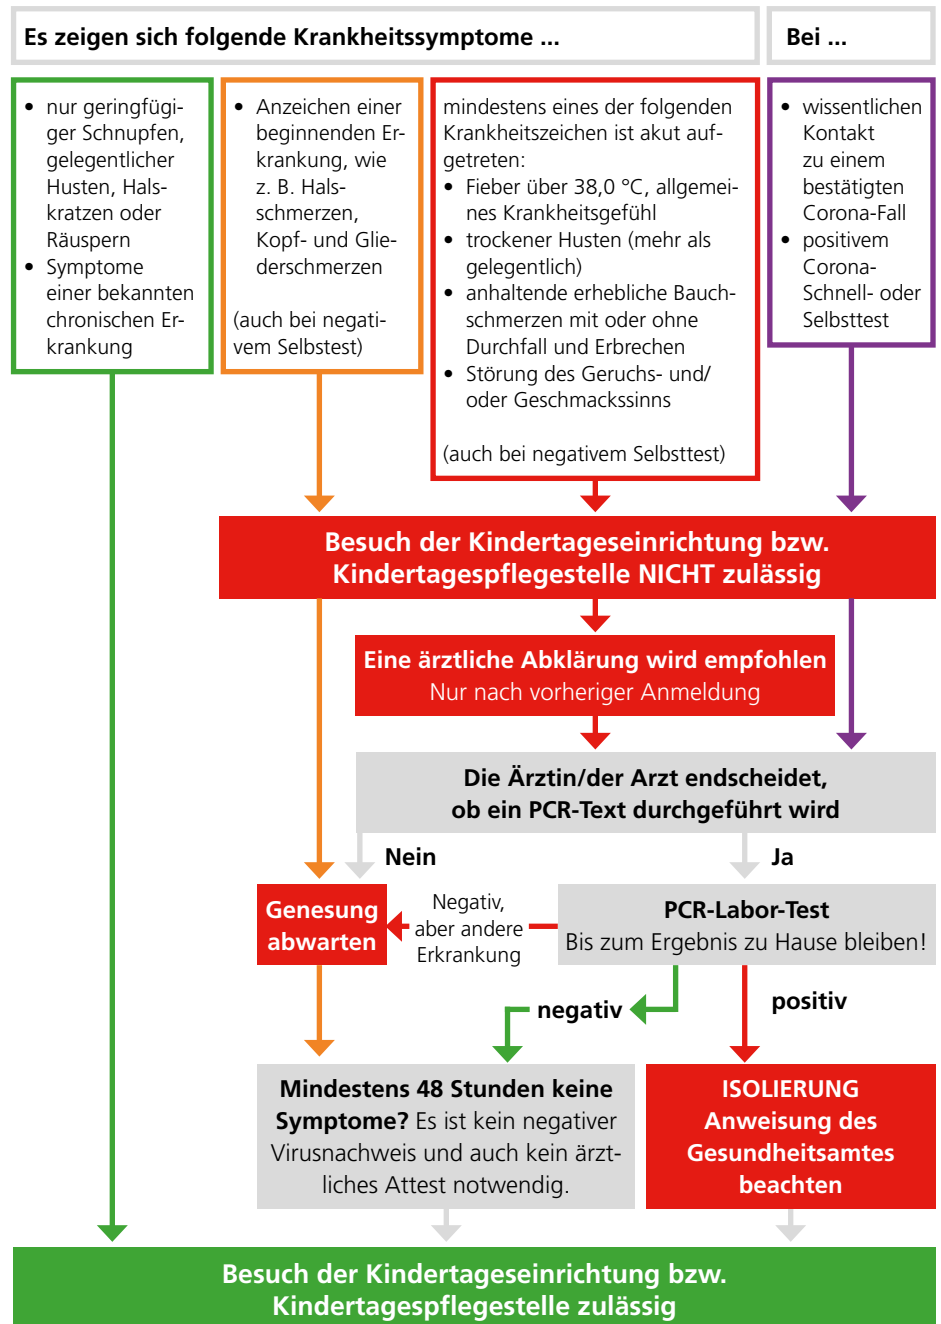 Es zeigen sich folgende Krankheitssymptome ...
Bei ...
• nur geringfügi-
ger Schnupfen,
gelegentlicher
Husten, Hals-
kratzen oder
Räuspern
• Symptome
einer bekannten
chronischen Er-
krankung
• Anzeichen einer
beginnenden Er-
krankung, wie
z. B. Hals-
schmerzen,
Kopf- und Glie-
derschmerzen
(auch bei negati-
vem Selbstest)
mindestens eines der folgenden
Krankheitszeichen ist akut auf-
getreten:
• Fieber über 38,0 °C, allgemei-
nes Krankheitsgefühl
• trockener Husten (mehr als
gelegentlich)
• anhaltende erhebliche Bauch-
schmerzen mit oder ohne
Durchfall und Erbrechen
• Störung des Geruchs- und/
oder Geschmackssinns
(auch bei negativem Selbsttest)
• wissentlichen
Kontakt
zu einem
bestätigten
Corona-Fall
• positivem
Corona-
Schnell- oder
Selbsttest
Besuch der Kindertageseinrichtung bzw.
Kindertagespflegestelle NICHT zulässig
Eine ärztliche Abklärung wird empfohlen
Nur nach vorheriger Anmeldung
Die Ärztin/der Arzt endscheidet,
ob ein PCR-Text durchgeführt wird
Nein
Ja
Genesung
abwarten
Negativ,
aber andere
Erkrankung
PCR-Labor-Test
Bis zum Ergebnis zu Hause bleiben!
negativ
positiv
Mindestens 48 Stunden keine
Symptome? Es ist kein negativer
Virusnachweis und auch kein ärzt-
liches Attest notwendig.
ISOLIERUNG
Anweisung des
Gesundheitsamtes
beachten
Besuch der Kindertageseinrichtung bzw.
Kindertagespflegestelle zulässig